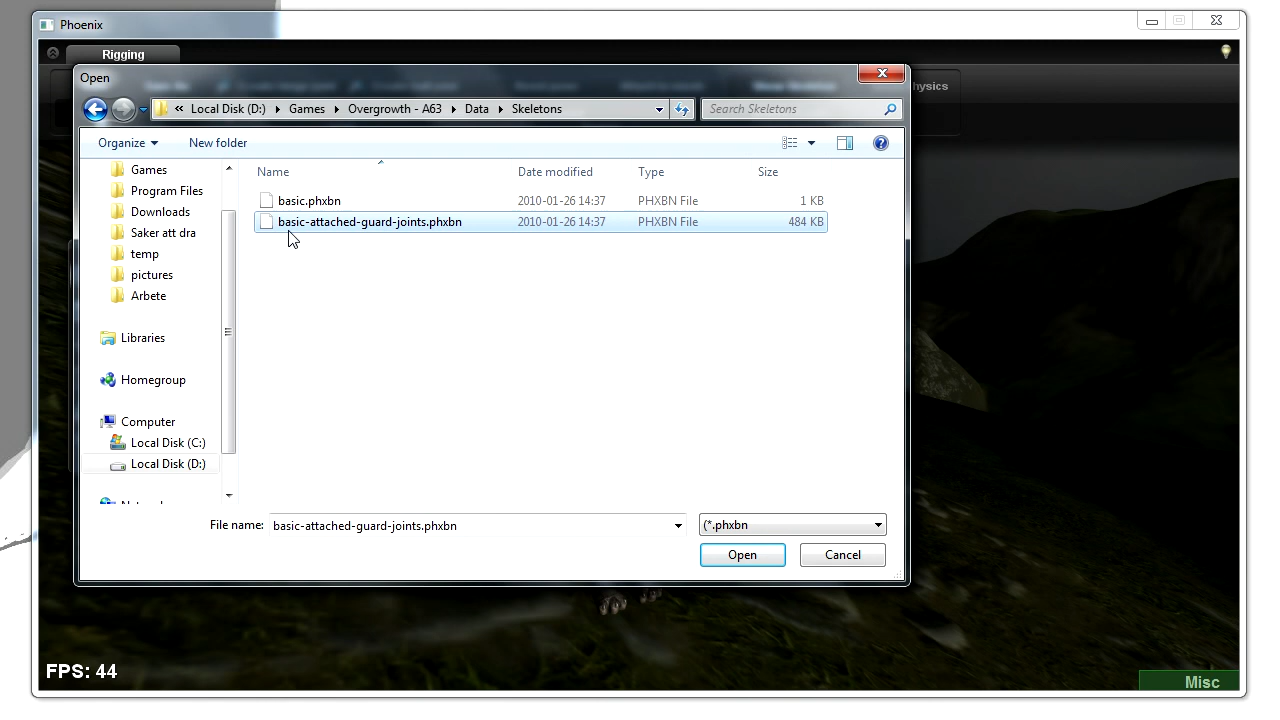 Phoenix
Rigging
Open
« Local Disk (D:) Games Overgrowth - A63 Data Skeletons
Search Skeletons
hysics
Organize New folder
Name Date modified Type Size
Games
Program Files
Downloads
Saker att dra
temp
pictures
Arbete
Libraries
Homegroup
Computer
Local Disk (C:)
Local Disk (D:)
basic.phxbn 2010-01-26 14:37 PHXBN File 1 KB
basic-attached-guard-joints.phxbn 2010-01-26 14:37 PHXBN File 484 KB
File name: basic-attached-guard-joints.phxbn (*.phxbn
Open Cancel
FPS: 44
Misc